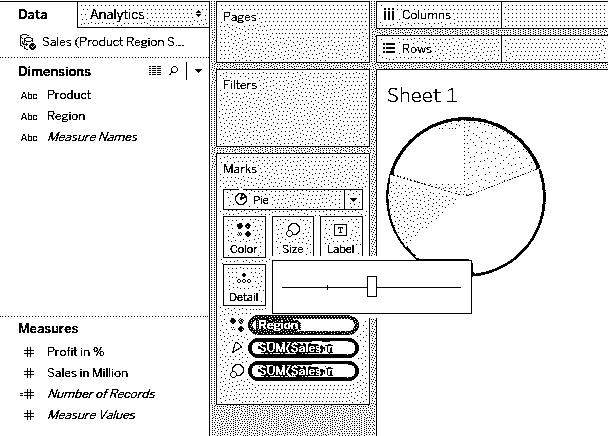 Data
Analytics
Sales (Product Region S...
Dimensions
Abc Product
Abc Region
Abc Measure Names
Measures
# Profit in %
# Sales in Million
=# Number of Records
# Measure Values
Pages
Filters
Marks
Pie
Color Size Label
T
Detail
Region
SUM(Sales in
SUM(Sales in
Columns
Rows
Sheet 1